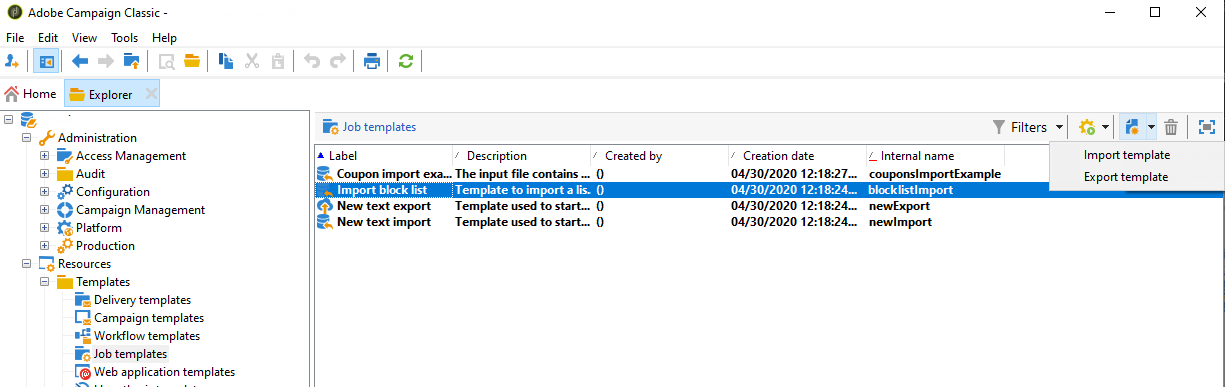 Adobe Campaign Classic -
File Edit View Tools Help
Home Explorer
Administration
Access Management
Audit
Configuration
Campaign Management
Platform
Production
Resources
Templates
Delivery templates
Campaign templates
Workflow templates
Job templates
Web application templates
Job templates Filters
Label Description Created by Creation date Internal name
Coupon import exa... The input file contains ... () 04/30/2020 12:18:27... couponsImportExample
Import block list Template to import a lis... () 04/30/2020 12:18:24... blocklistImport
New text export Template used to start... () 04/30/2020 12:18:24... newExport
New text import Template used to start... () 04/30/2020 12:18:24... newImport
Import template
Export template